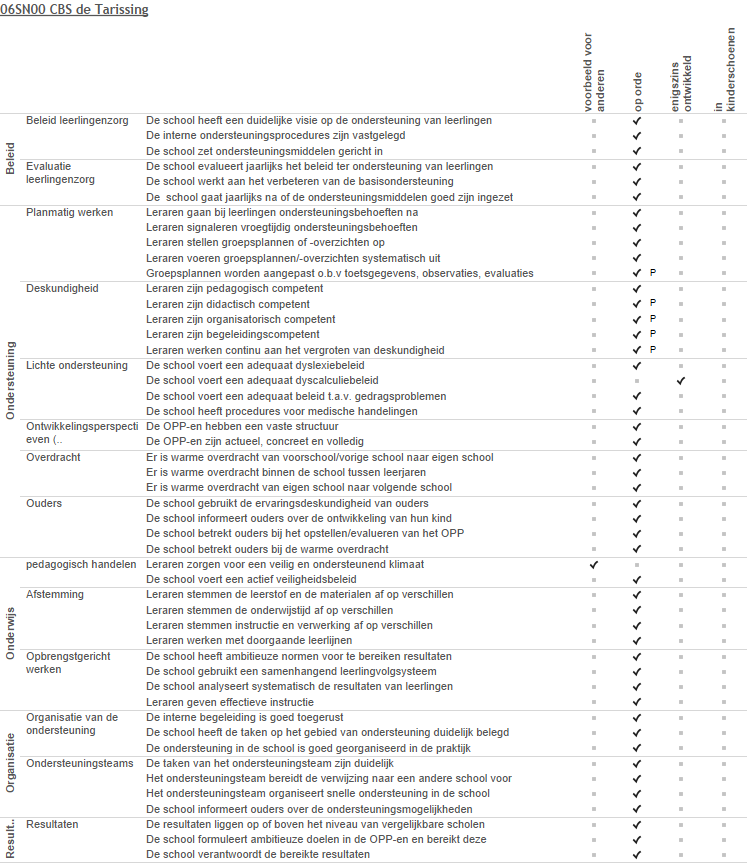 06SN00 CBS de Tarissing
voorbeeld voor anderen
op orde
enigszins ontwikkeld
in kinderschoenen
Beleid
Beleid leerlingenzorg De school heeft een duidelijke visie op de ondersteuning van leerlingen
De interne ondersteuningsprocedures zijn vastgelegd
De school zet ondersteuningsmiddelen gericht in
Evaluatie leerlingenzorg De school evalueert jaarlijks het beleid ter ondersteuning van leerlingen
De school werkt aan het verbeteren van de basisondersteuning
De school gaat jaarlijks na of de ondersteuningsmiddelen goed zijn ingezet
Ondersteuning
Planmatig werken Leraren gaan bij leerlingen ondersteuningsbehoeften na
Leraren signaleren vroegtijdig ondersteuningsbehoeften
Leraren stellen groepsplannen of -overzichten op
Leraren voeren groepsplannen/-overzichten systematisch uit
Groepsplannen worden aangepast o.b.v toetsgegevens, observaties, evaluaties P
Deskundigheid Leraren zijn pedagogisch competent
Leraren zijn didactisch competent P
Leraren zijn organisatorisch competent P
Leraren zijn begeleidingscompetent P
Leraren werken continu aan het vergroten van deskundigheid P
Lichte ondersteuning De school voert een adequaat dyslexiebeleid
De school voert een adequaat dyscalculiebeleid
De school voert een adequaat beleid t.a.v. gedragsproblemen
De school heeft procedures voor medische handelingen
Ontwikkelingsperspecti De OPP-en hebben een vaste structuur
even (.. De OPP-en zijn actueel, concreet en volledig
Overdracht Er is warme overdracht van voorschool/vorige school naar eigen school
Er is warme overdracht binnen de school tussen leerjaren
Er is warme overdracht van eigen school naar volgende school
Ouders De school gebruikt de ervaringsdeskundigheid van ouders
De school informeert ouders over de ontwikkeling van hun kind
De school betrekt ouders bij het opstellen/evalueren van het OPP
De school betrekt ouders bij de warme overdracht
Onderwijs
pedagogisch handelen Leraren zorgen voor een veilig en ondersteunend klimaat
De school voert een actief veiligheidsbeleid
Afstemming Leraren stemmen de leerstof en de materialen af op verschillen
Leraren stemmen de onderwijstijd af op verschillen
Leraren stemmen instructie en verwerking af op verschillen
Leraren werken met doorgaande leerlijnen
Opbrengstgericht werken De school heeft ambitieuze normen voor te bereiken resultaten
De school gebruikt een samenhangend leerlingvolgsysteem
De school analyseert systematisch de resultaten van leerlingen
Leraren geven effectieve instructie
Organisatie
Organisatie van de ondersteuning De interne begeleiding is goed toegerust
De school heeft de taken op het gebied van ondersteuning duidelijk belegd
De ondersteuning in de school is goed georganiseerd in de praktijk
Ondersteuningsteams De taken van het ondersteuningsteam zijn duidelijk
Het ondersteuningsteam bereidt de verwijzing naar een andere school voor
Het ondersteuningsteam organiseert snelle ondersteuning in de school
De school informeert ouders over de ondersteuningsmogelijkheden
Result..
Resultaten De resultaten liggen op of boven het niveau van vergelijkbare scholen
De school formuleert ambitieuze doelen in de OPP-en en bereikt deze
De school verantwoordt de bereikte resultaten